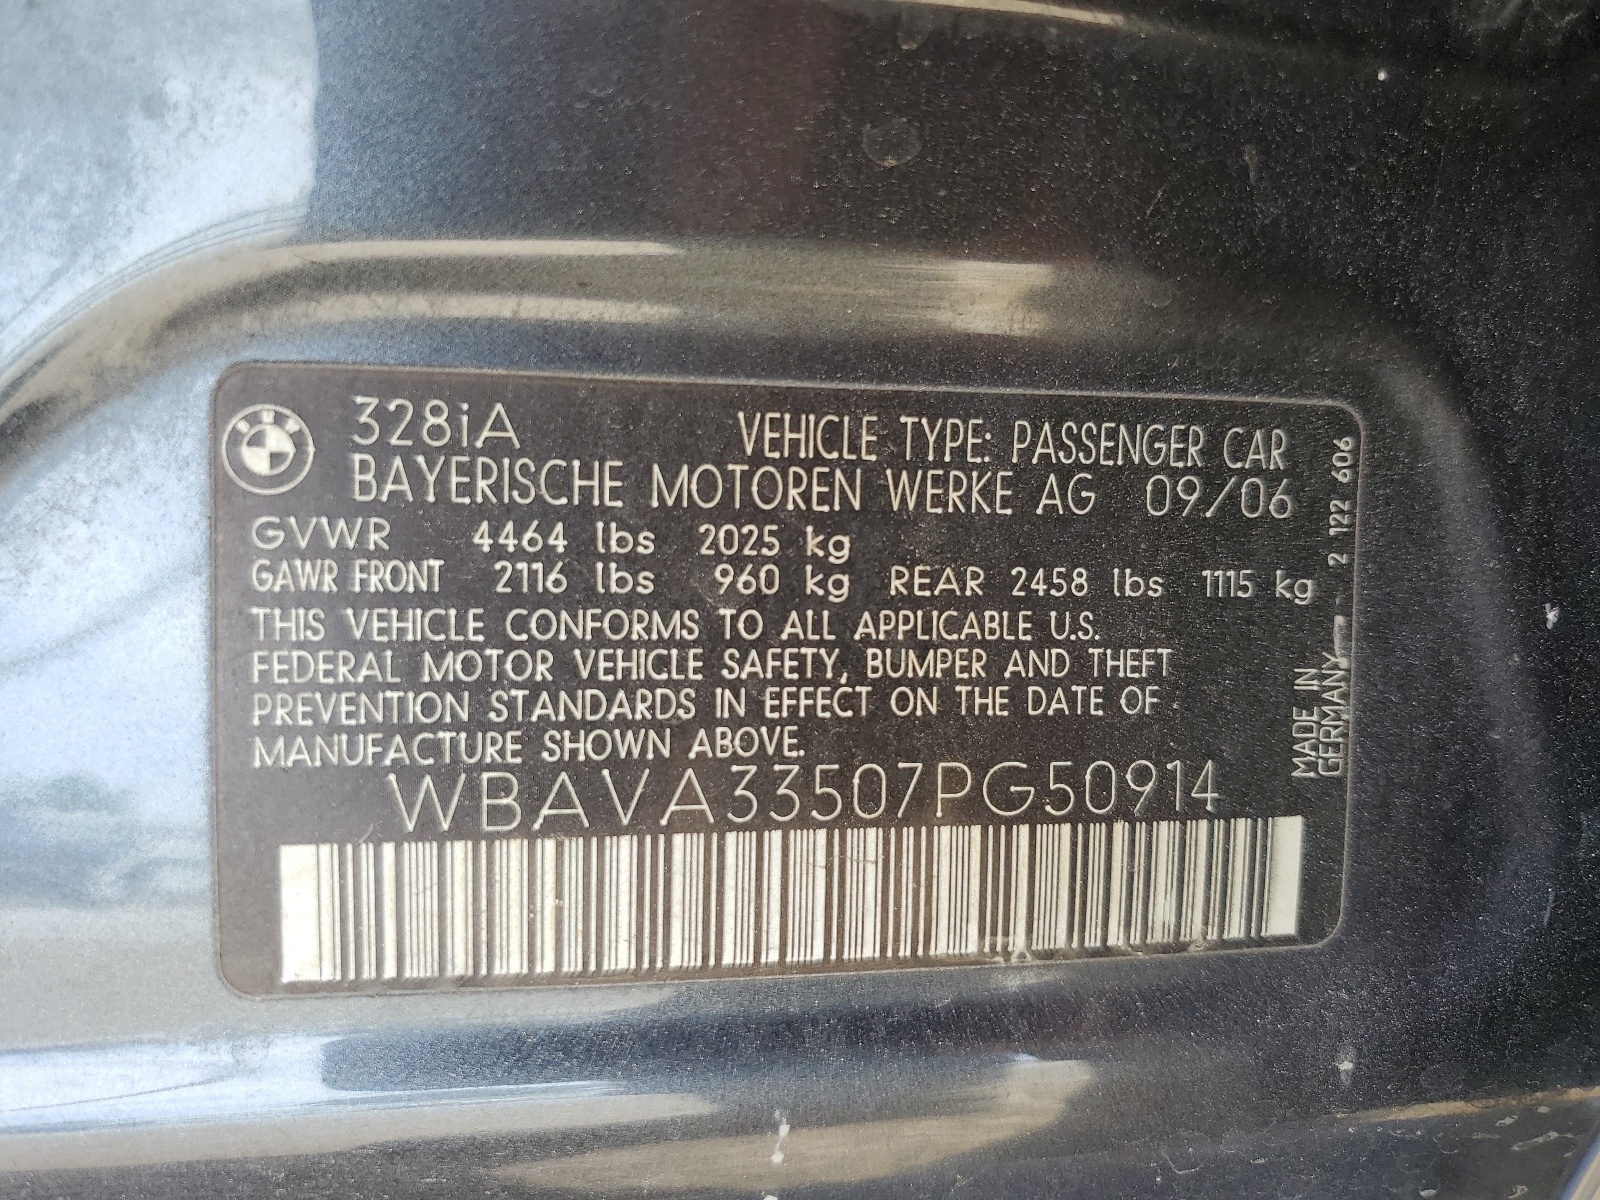 328iA
VEHICLE TYPE: PASSENGER CAR
BAYERISCHE MOTOREN WERKE AG 09/06
GVWR 4464 lbs 2025 kg
GAWR FRONT 2116 lbs 960 kg REAR 2458 lbs 1115 kg
THIS VEHICLE CONFORMS TO ALL APPLICABLE U.S.
FEDERAL MOTOR VEHICLE SAFETY, BUMPER AND THEFT
PREVENTION STANDARDS IN EFFECT ON THE DATE OF
MANUFACTURE SHOWN ABOVE.
WBAVA33507PG50914
2 122 606
MADE IN
GERMANY